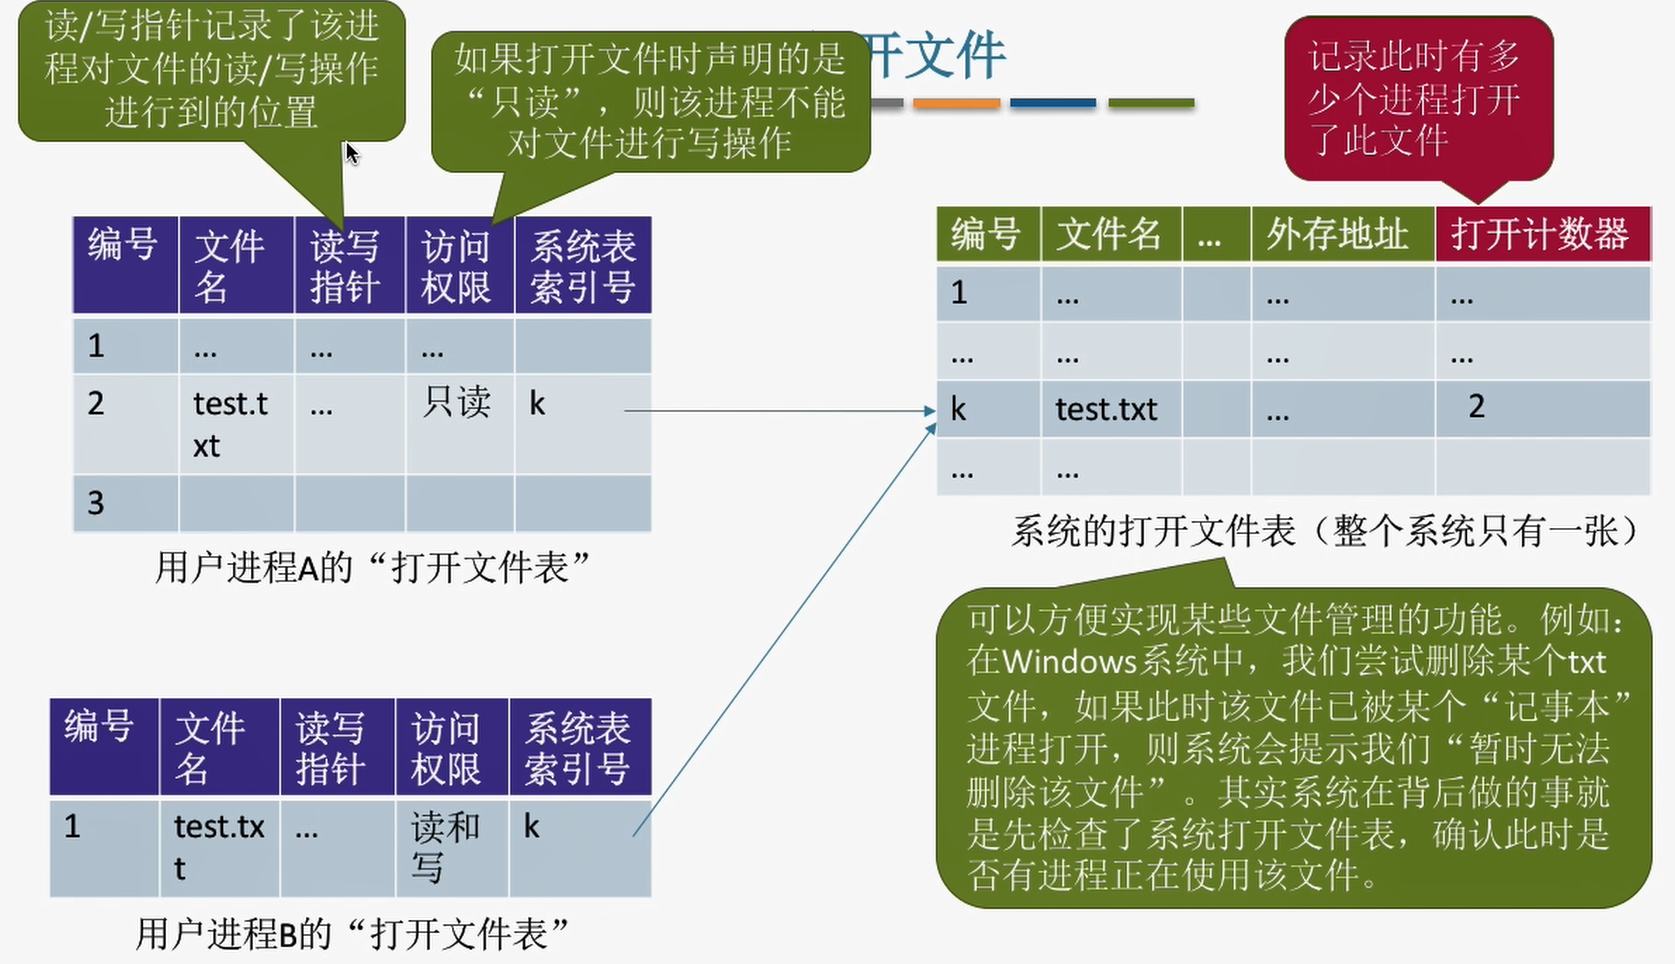 读/写指针记录了该进
程对文件的读/写操作
进行到的位置
如果打开文件时声明的是
“只读”，则该进程不能
对文件进行写操作
开文件
记录此时有多
少个进程打开
了此文件
编号 文件名 读写指针 访问权限 系统表索引号
1 ... ... ...
2 test.txt ... 只读 k
3
用户进程A的“打开文件表”
编号 文件名 ... 外存地址 打开计数器
1 ... ... ...
... ... ... ...
k test.txt ... 2
... ...
系统的打开文件表（整个系统只有一张）
可以方便实现某些文件管理的功能。例如：
在Windows系统中，我们尝试删除某个txt
文件，如果此时该文件已被某个“记事本”
进程打开，则系统会提示我们“暂时无法
删除该文件”。其实系统在背后做的事就
是先检查了系统打开文件表，确认此时是
否有进程正在使用该文件。
编号 文件名 读写指针 访问权限 系统表索引号
1 test.txt ... 读和写 k
用户进程B的“打开文件表”